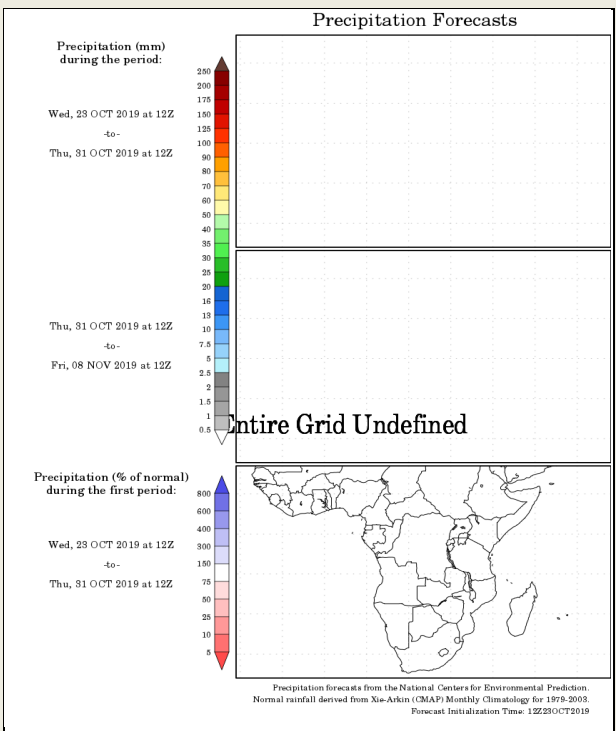 Precipitation Forecasts
Precipitation (mm)
during the period:
Wed, 23 OCT 2019 at 12Z
-to-
Thu, 31 OCT 2019 at 12Z
250
200
175
150
125
100
90
80
70
60
50
40
35
30
25
20
16
13
10
7.5
5
2.5
2
1.5
1
0.5
Thu, 31 OCT 2019 at 12Z
-to-
Fri, 08 NOV 2019 at 12Z
Entire Grid Undefined
Precipitation (% of normal)
during the first period:
Wed, 23 OCT 2019 at 12Z
-to-
Thu, 31 OCT 2019 at 12Z
800
600
400
300
150
75
50
25
10
5
Precipitation forecasts from the National Centers for Environmental Prediction.
Normal rainfall derived from Xie-Arkin (CMAP) Monthly Climatology for 1979-2003.
Forecast Initialization Time: 12Z23OCT2019